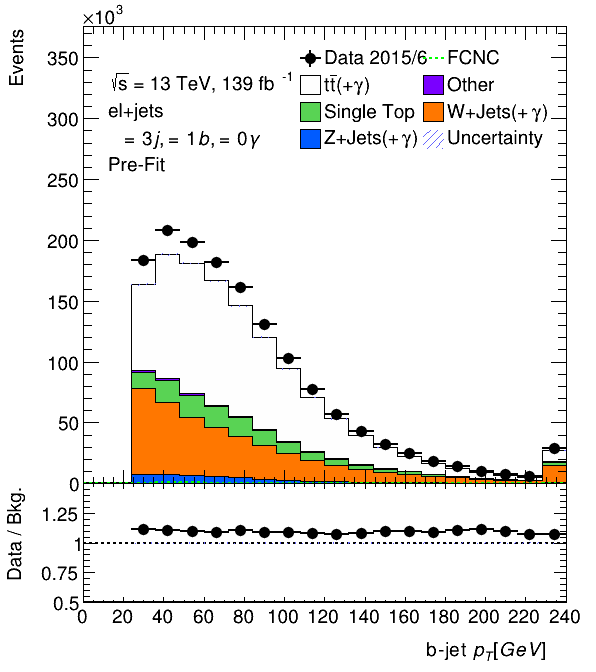 ×10³
Events
350
300
250
200
150
100
50
0
√s = 13 TeV, 139 fb⁻¹
el+jets
= 3j, = 1b, = 0γ
Pre-Fit
Data 2015/6 FCNC
tt̄(+γ) Other
Single Top W+Jets(+γ)
Z+Jets(+γ) Uncertainty
Data / Bkg.
1.25
1
0.75
0.5
0 20 40 60 80 100 120 140 160 180 200 220 240
b-jet p_T[GeV]